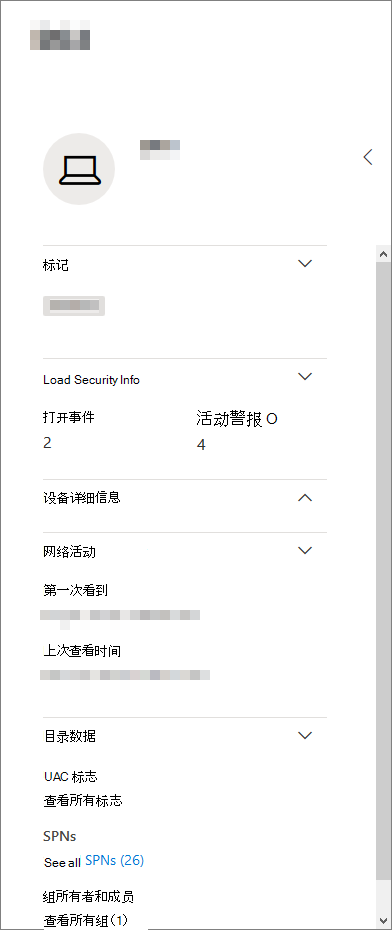 标记
Load Security Info
打开事件 活动警报 O
2 4
设备详细信息
网络活动
第一次看到
上次查看时间
目录数据
UAC 标志
查看所有标志
SPNs
See all SPNs (26)
组所有者和成员
查看所有组(1)